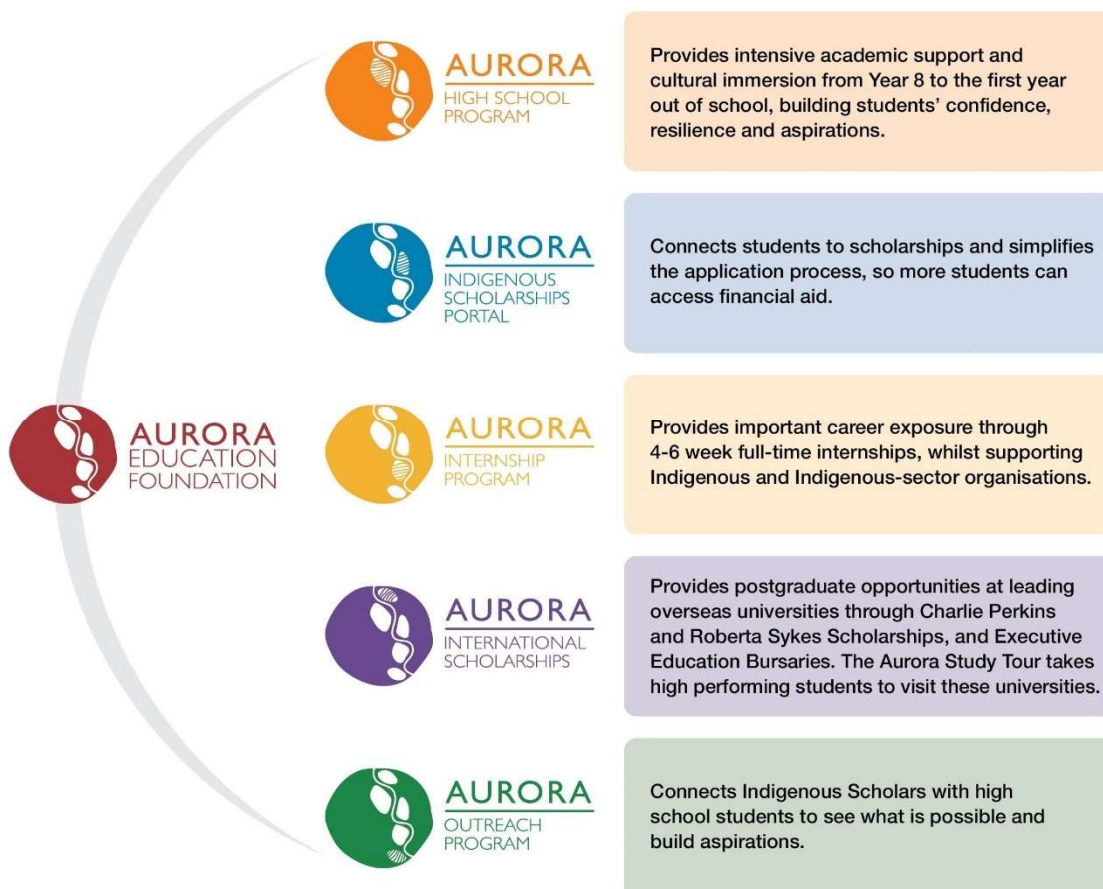 AURORA
EDUCATION
FOUNDATION
AURORA
HIGH SCHOOL
PROGRAM
Provides intensive academic support and
cultural immersion from Year 8 to the first year
out of school, building students’ confidence,
resilience and aspirations.
AURORA
INDIGENOUS
SCHOLARSHIPS
PORTAL
Connects students to scholarships and simplifies
the application process, so more students can
access financial aid.
AURORA
INTERNSHIP
PROGRAM
Provides important career exposure through
4-6 week full-time internships, whilst supporting
Indigenous and Indigenous-sector organisations.
AURORA
INTERNATIONAL
SCHOLARSHIPS
Provides postgraduate opportunities at leading
overseas universities through Charlie Perkins
and Roberta Sykes Scholarships, and Executive
Education Bursaries. The Aurora Study Tour takes
high performing students to visit these universities.
AURORA
OUTREACH
PROGRAM
Connects Indigenous Scholars with high
school students to see what is possible and
build aspirations.